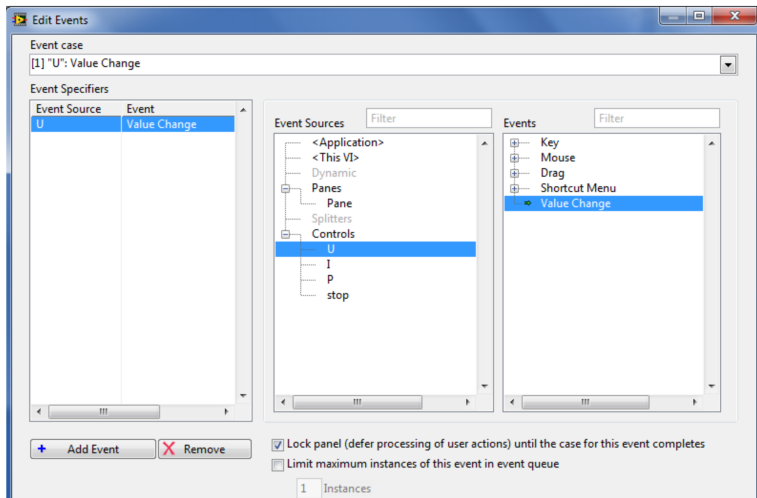 Edit Events
Event case
[1] "U": Value Change
Event Specifiers
Event Source Event
U Value Change
Event Sources Filter
<Application>
<This VI>
Dynamic
Panes
Pane
Splitters
Controls
U
I
P
stop
Events Filter
Key
Mouse
Drag
Shortcut Menu
Value Change
Add Event
Remove
Lock panel (defer processing of user actions) until the case for this event completes
Limit maximum instances of this event in event queue
1 Instances